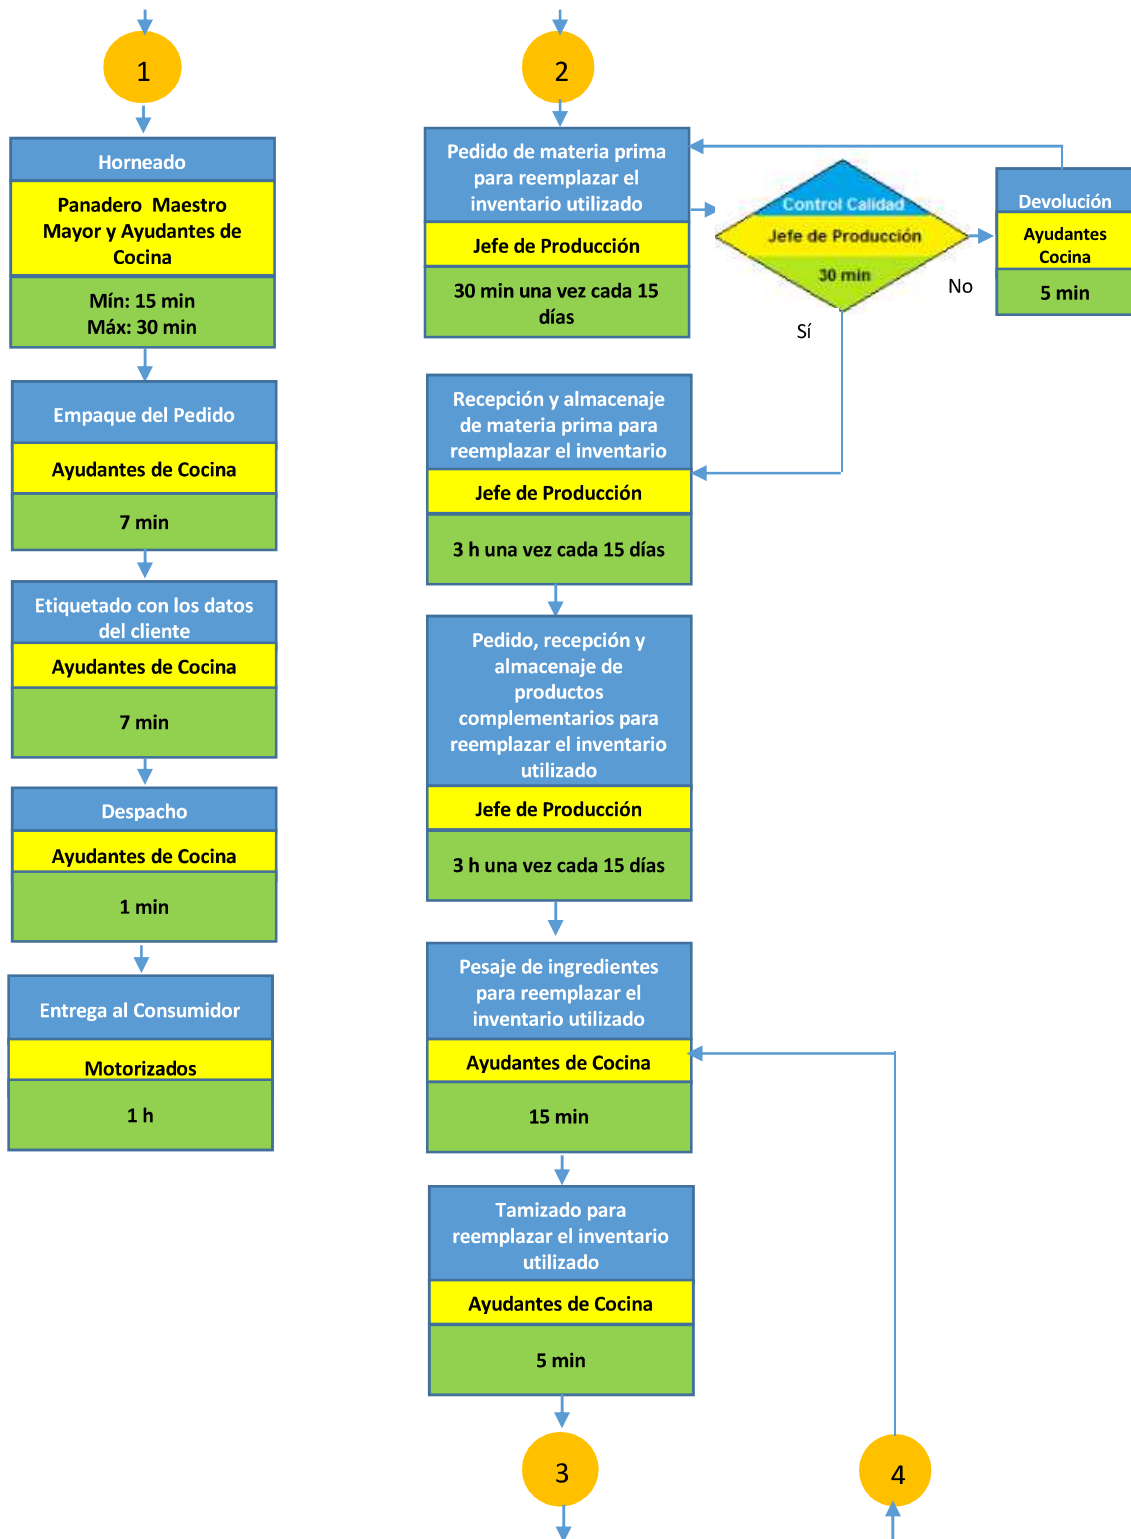 1
Horneado
Panadero Maestro
Mayor y Ayudantes de
Cocina
Mín: 15 min
Máx: 30 min
Empaque del Pedido
Ayudantes de Cocina
7 min
Etiquetado con los datos
del cliente
Ayudantes de Cocina
7 min
Despacho
Ayudantes de Cocina
1 min
Entrega al Consumidor
Motorizados
1 h
2
Pedido de materia prima
para reemplazar el
inventario utilizado
Jefe de Producción
30 min una vez cada 15
días
Control Calidad
Jefe de Producción
30 min
No
Sí
Devolución
Ayudantes
Cocina
5 min
Recepción y almacenaje
de materia prima para
reemplazar el inventario
Jefe de Producción
3 h una vez cada 15 días
Pedido, recepción y
almacenaje de
productos
complementarios para
reemplazar el inventario
utilizado
Jefe de Producción
3 h una vez cada 15 días
Pesaje de ingredientes
para reemplazar el
inventario utilizado
Ayudantes de Cocina
15 min
Tamizado para
reemplazar el inventario
utilizado
Ayudantes de Cocina
5 min
3
4